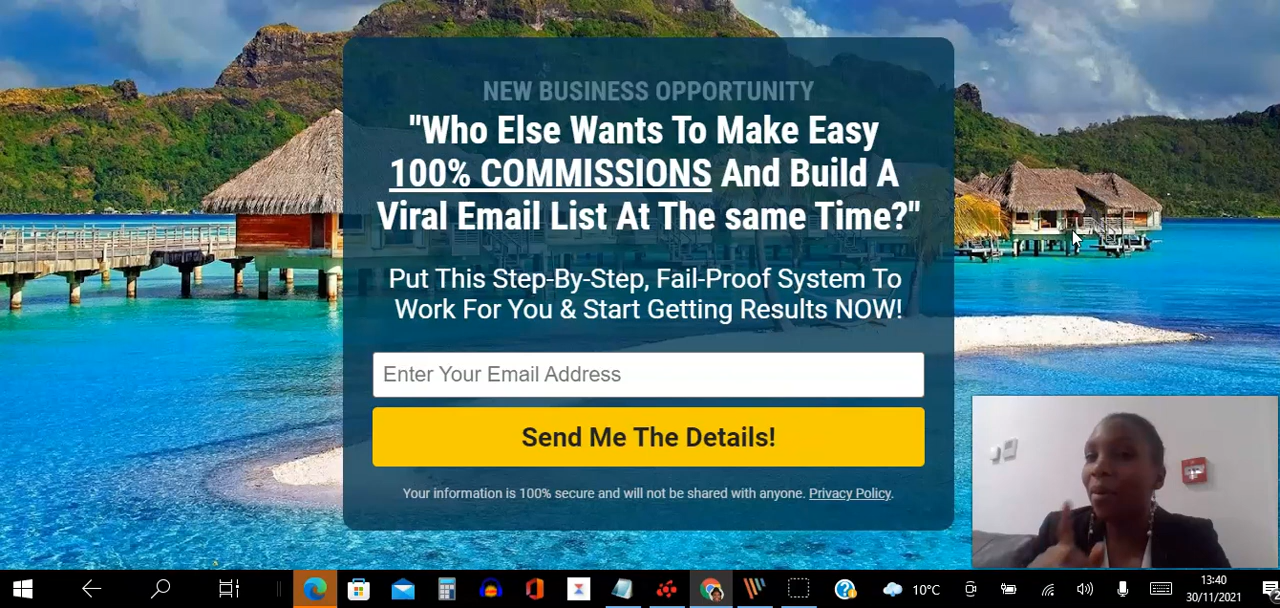 NEW BUSINESS OPPORTUNITY
"Who Else Wants To Make Easy
100% COMMISSIONS And Build A
Viral Email List At The same Time?"
Put This Step-By-Step, Fail-Proof System To
Work For You & Start Getting Results NOW!
Enter Your Email Address
Send Me The Details!
Your information is 100% secure and will not be shared with anyone. Privacy Policy.
10°C
13:40
30/11/2021